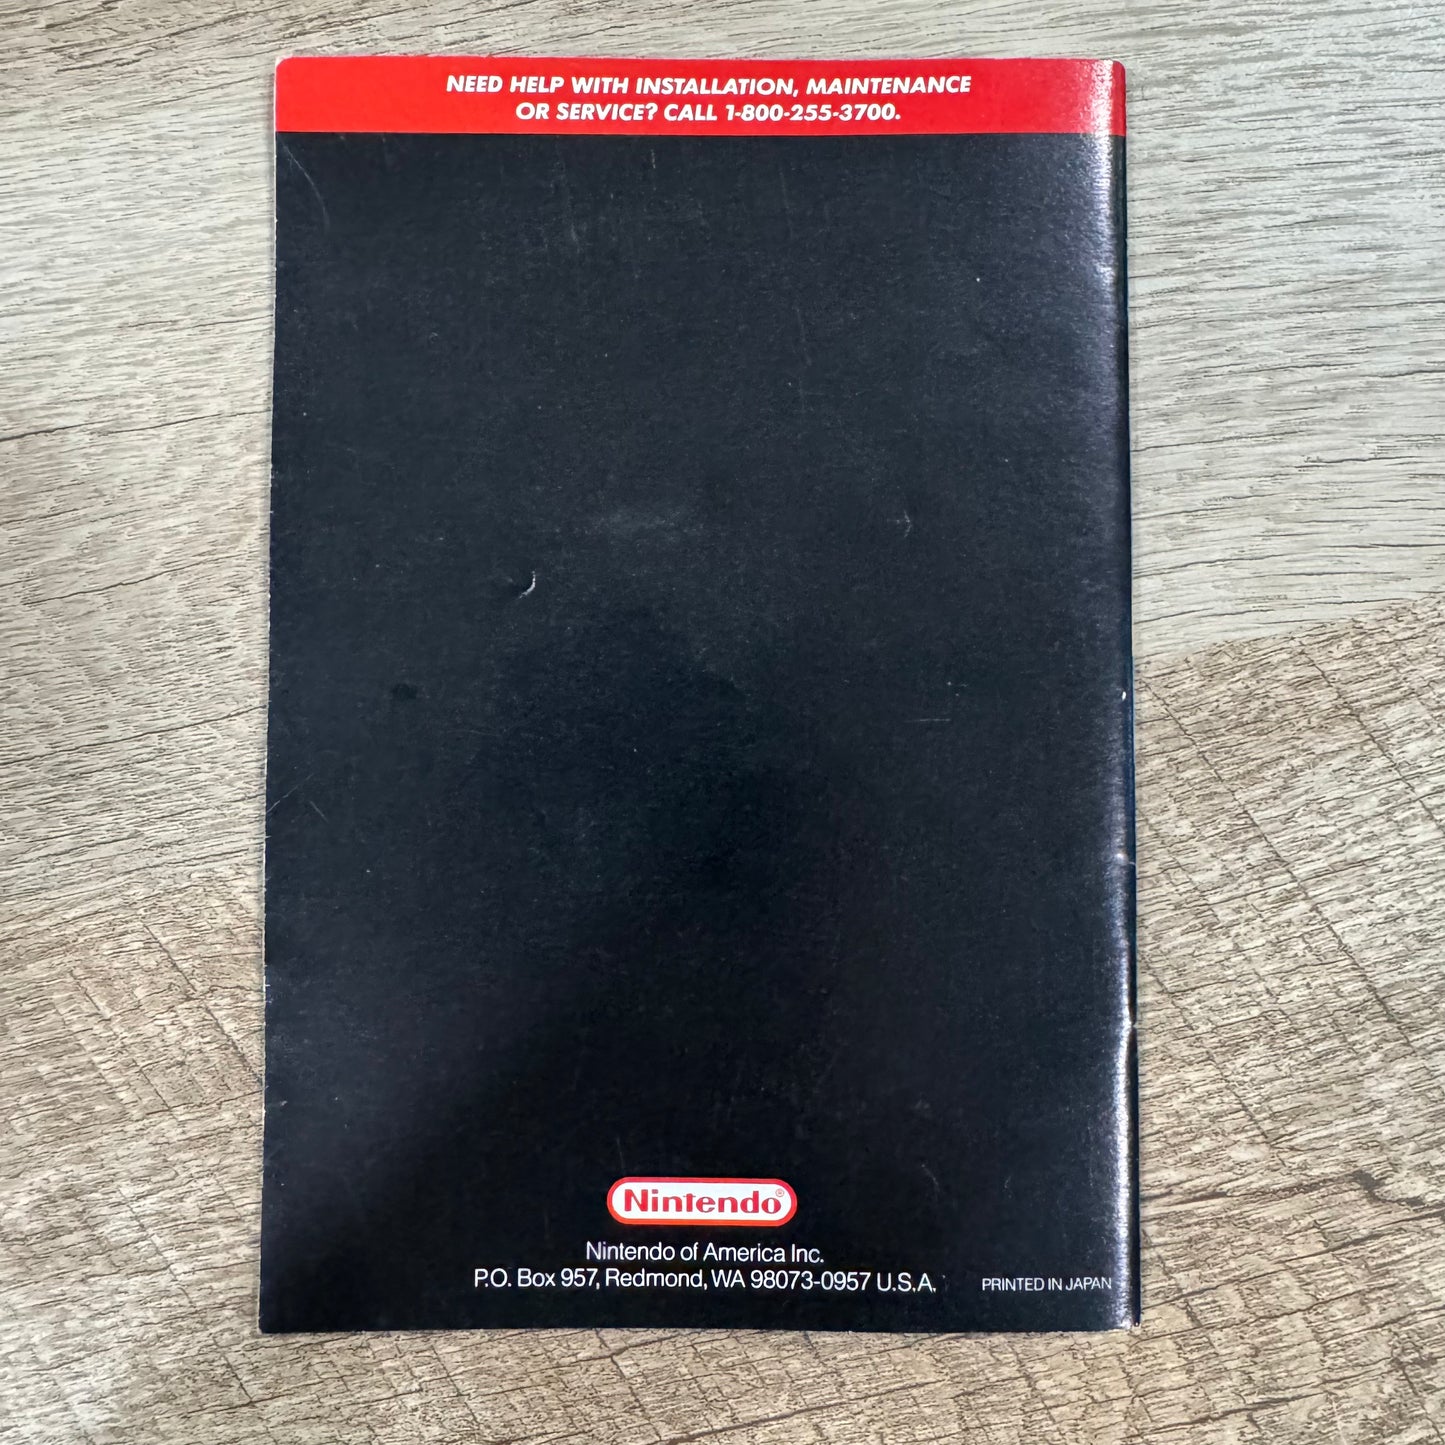 NEED HELP WITH INSTALLATION, MAINTENANCE
OR SERVICE? CALL 1-800-255-3700.
Nintendo®
Nintendo of America Inc.
P.O. Box 957, Redmond, WA 98073-0957 U.S.A.
PRINTED IN JAPAN